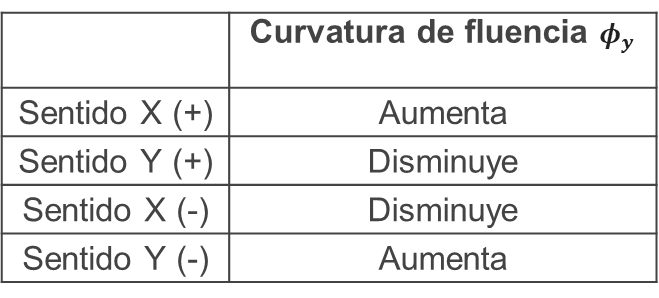 Curvatura de fluencia ϕy
Sentido X (+) Aumenta
Sentido Y (+) Disminuye
Sentido X (-) Disminuye
Sentido Y (-) Aumenta